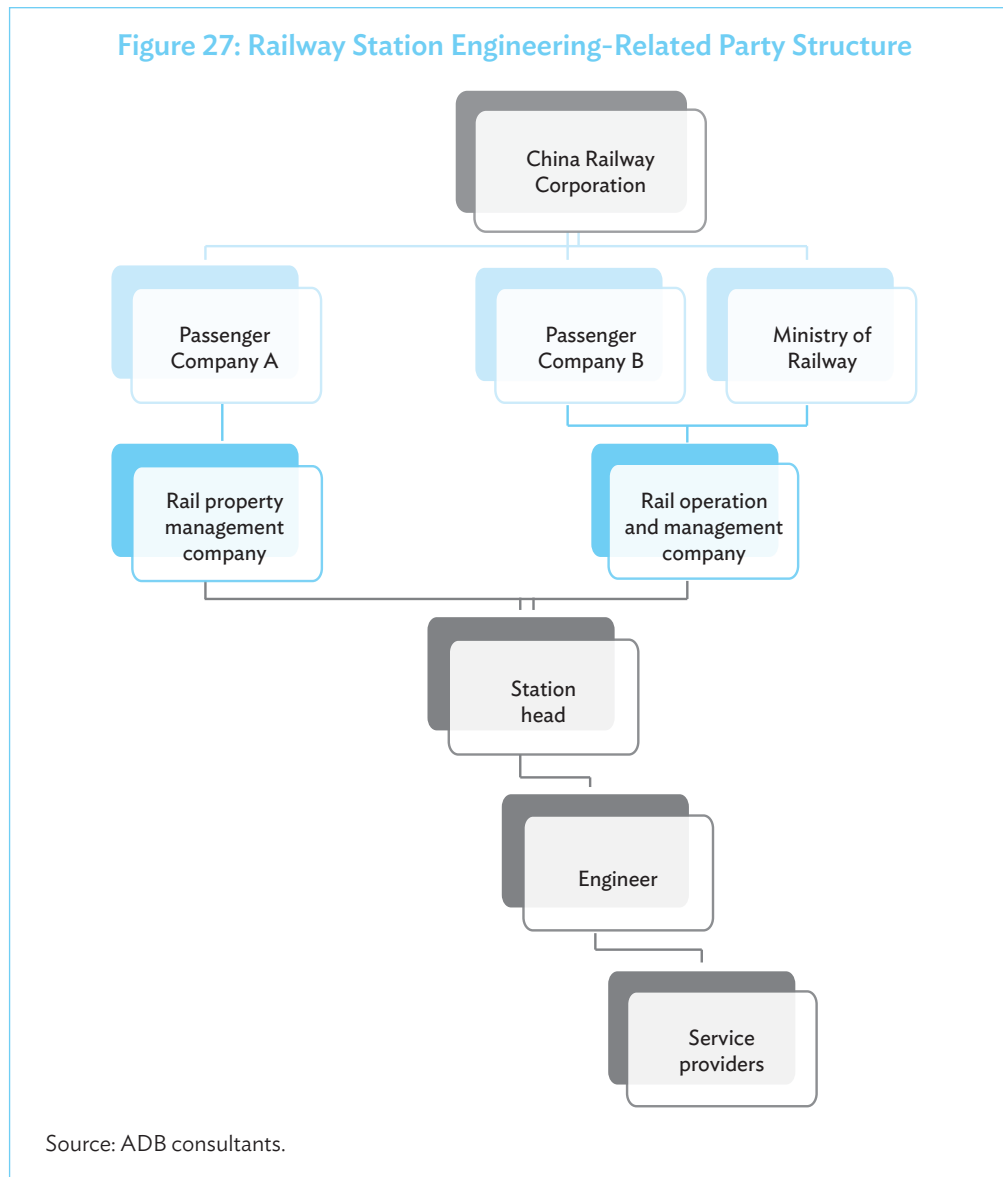 Figure 27: Railway Station Engineering-Related Party Structure
China Railway
Corporation
Passenger
Company A
Passenger
Company B
Ministry of
Railway
Rail property
management
company
Rail operation
and management
company
Station
head
Engineer
Service
providers
Source: ADB consultants.